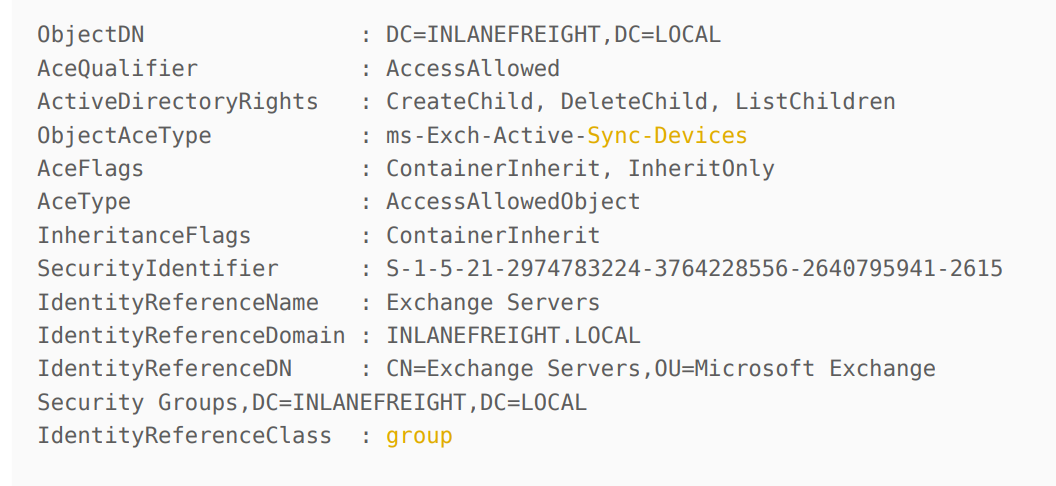 ObjectDN                : DC=INLANEFREIGHT,DC=LOCAL
AceQualifier            : AccessAllowed
ActiveDirectoryRights   : CreateChild, DeleteChild, ListChildren
ObjectAceType           : ms-Exch-Active-Sync-Devices
AceFlags                : ContainerInherit, InheritOnly
AceType                 : AccessAllowedObject
InheritanceFlags        : ContainerInherit
SecurityIdentifier      : S-1-5-21-2974783224-3764228556-2640795941-2615
IdentityReferenceName   : Exchange Servers
IdentityReferenceDomain : INLANEFREIGHT.LOCAL
IdentityReferenceDN     : CN=Exchange Servers,OU=Microsoft Exchange
Security Groups,DC=INLANEFREIGHT,DC=LOCAL
IdentityReferenceClass  : group